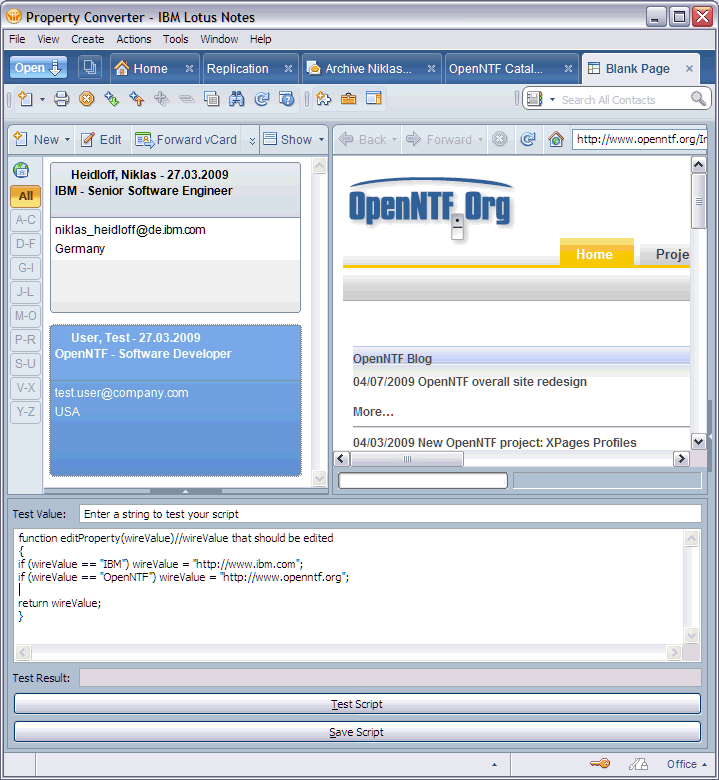 Property Converter - IBM Lotus Notes
File View Create Actions Tools Window Help
Open Home Replication Archive Niklas... OpenNTF Catal... Blank Page
Search All Contacts
New Edit Forward vCard Show
Back Forward http://www.openntf.org/In
All
A-C
D-F
G-I
J-L
M-O
P-R
S-U
V-X
Y-Z
Heidloff, Niklas - 27.03.2009
IBM - Senior Software Engineer
niklas_heidloff@de.ibm.com
Germany
User, Test - 27.03.2009
OpenNTF - Software Developer
test.user@company.com
USA
OpenNTF Org
Home Proje
OpenNTF Blog
04/07/2009 OpenNTF overall site redesign
More...
04/03/2009 New OpenNTF project: XPages Profiles
Test Value: Enter a string to test your script
function editProperty(wireValue)//wireValue that should be edited
{
if (wireValue == "IBM") wireValue = "http://www.ibm.com";
if (wireValue == "OpenNTF") wireValue = "http://www.openntf.org";
return wireValue;
}
Test Result:
Test Script
Save Script
Office